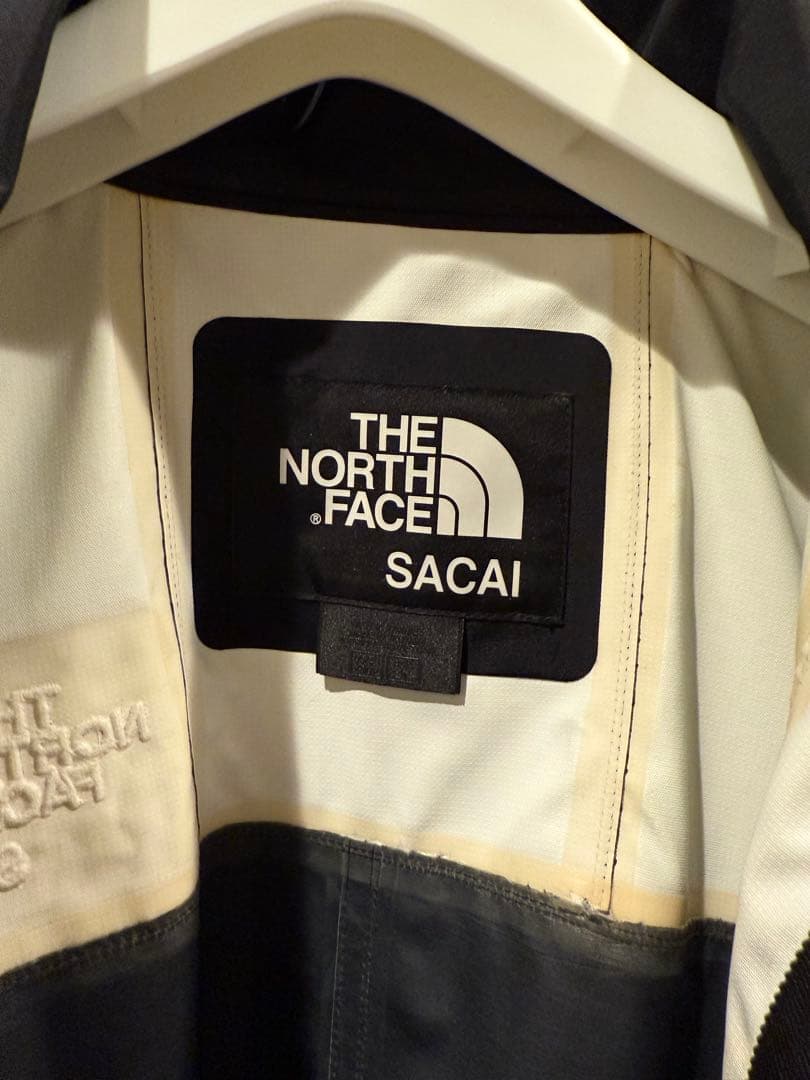 THE
NORTH
FACE
®
SACAI